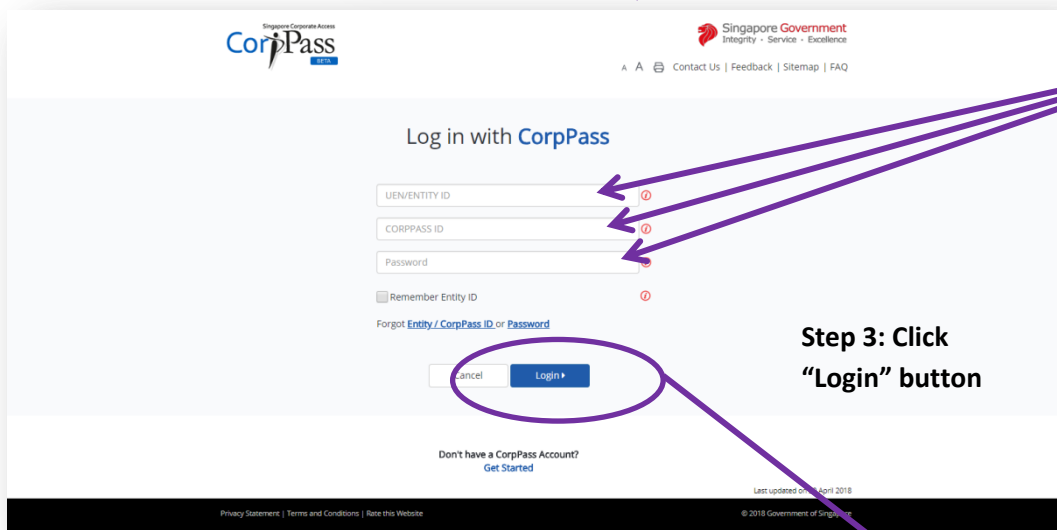 Singapore Corporate Access
CorpPass
BETA
Singapore Government
Integrity · Service · Excellence
A A Contact Us | Feedback | Sitemap | FAQ
Log in with CorpPass
UEN/ENTITY ID
CORPPASS ID
Password
Remember Entity ID
Forgot Entity / CorpPass ID or Password
Step 3: Click
“Login” button
Cancel Login
Don't have a CorpPass Account?
Get Started
Last updated on April 2018
Privacy Statement | Terms and Conditions | Rate this Website © 2018 Government of Singapore